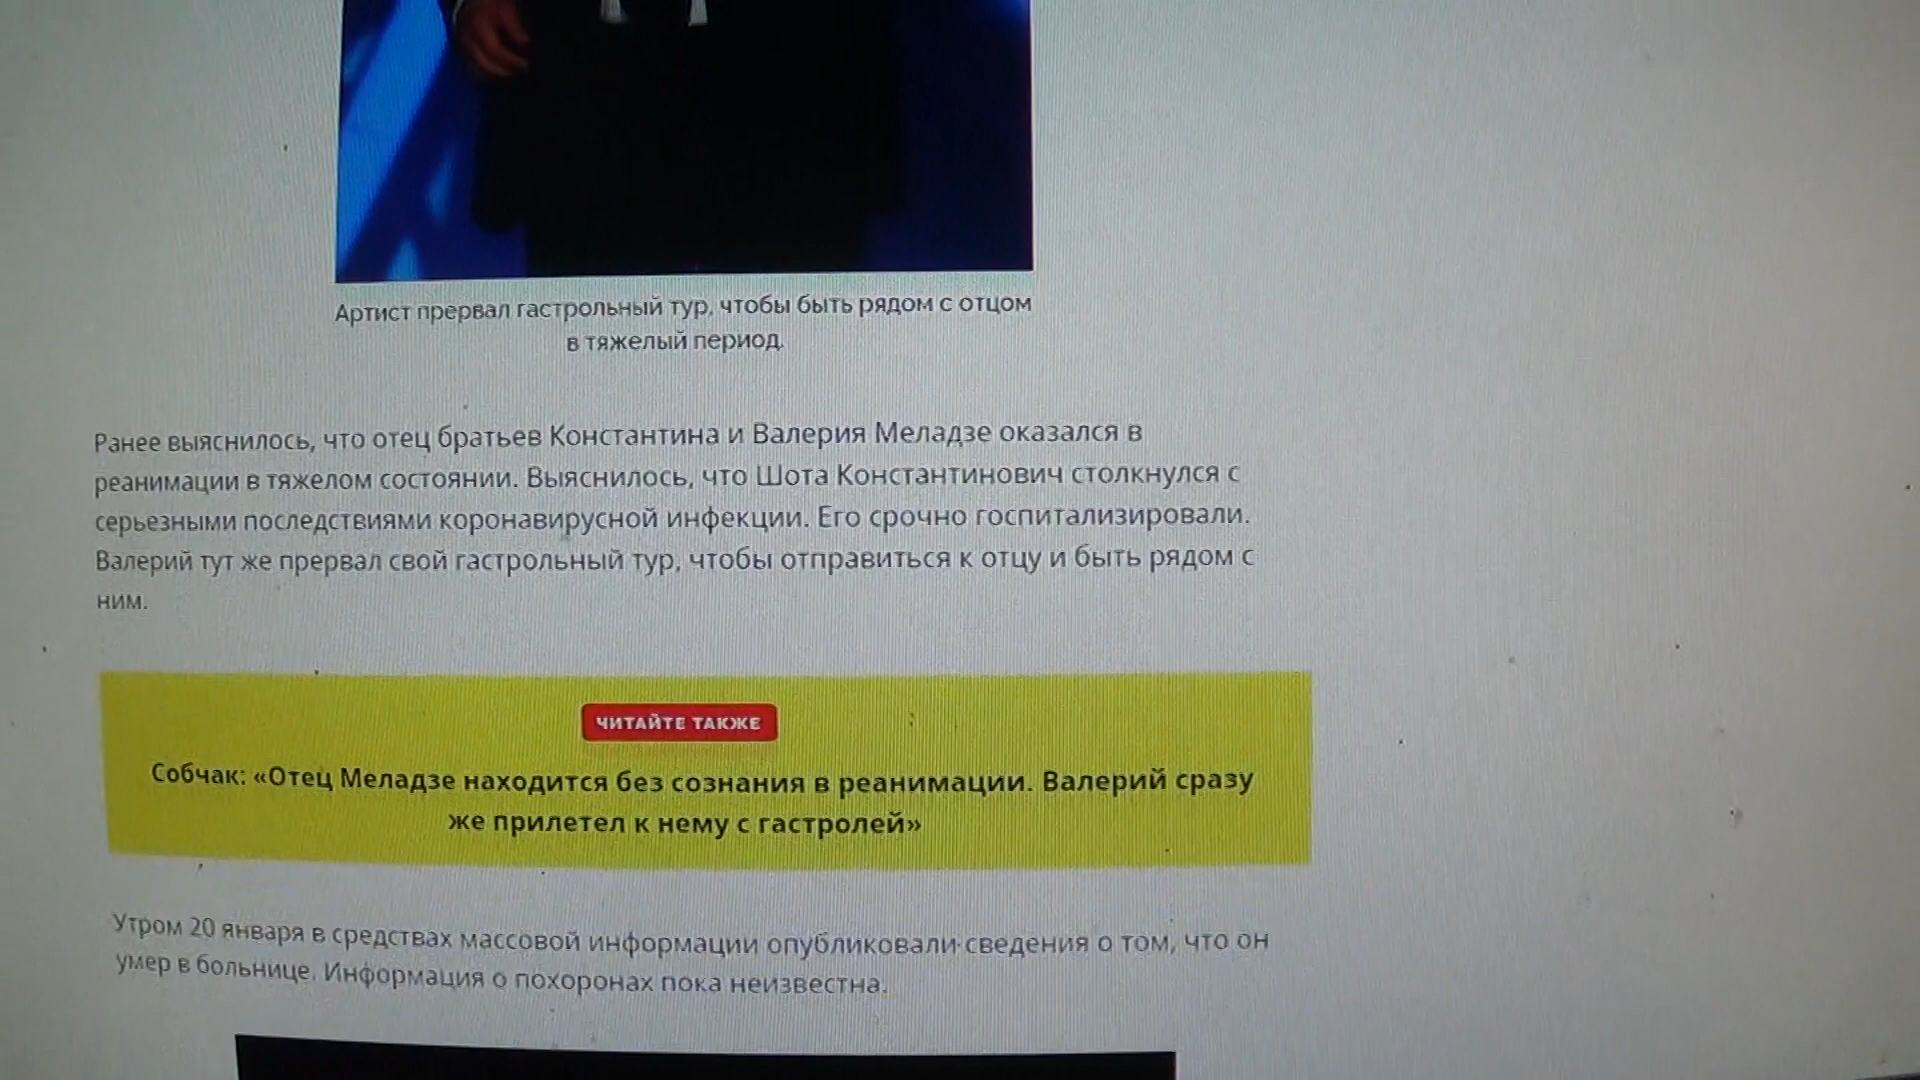 Артист прервал гастрольный тур, чтобы быть рядом с отцом
в тяжелый период.
Ранее выяснилось, что отец братьев Константина и Валерия Меладзе оказался в
реанимации в тяжелом состоянии. Выяснилось, что Шота Константинович столкнулся с
серьезными последствиями коронавирусной инфекции. Его срочно госпитализировали.
Валерий тут же прервал свой гастрольный тур, чтобы отправиться к отцу и быть рядом с
ним.
ЧИТАЙТЕ ТАКЖЕ
Собчак: «Отец Меладзе находится без сознания в реанимации. Валерий сразу
же прилетел к нему с гастролей»
Утром 20 января в средствах массовой информации опубликовали сведения о том, что он
умер в больнице. Информация о похоронах пока неизвестна.